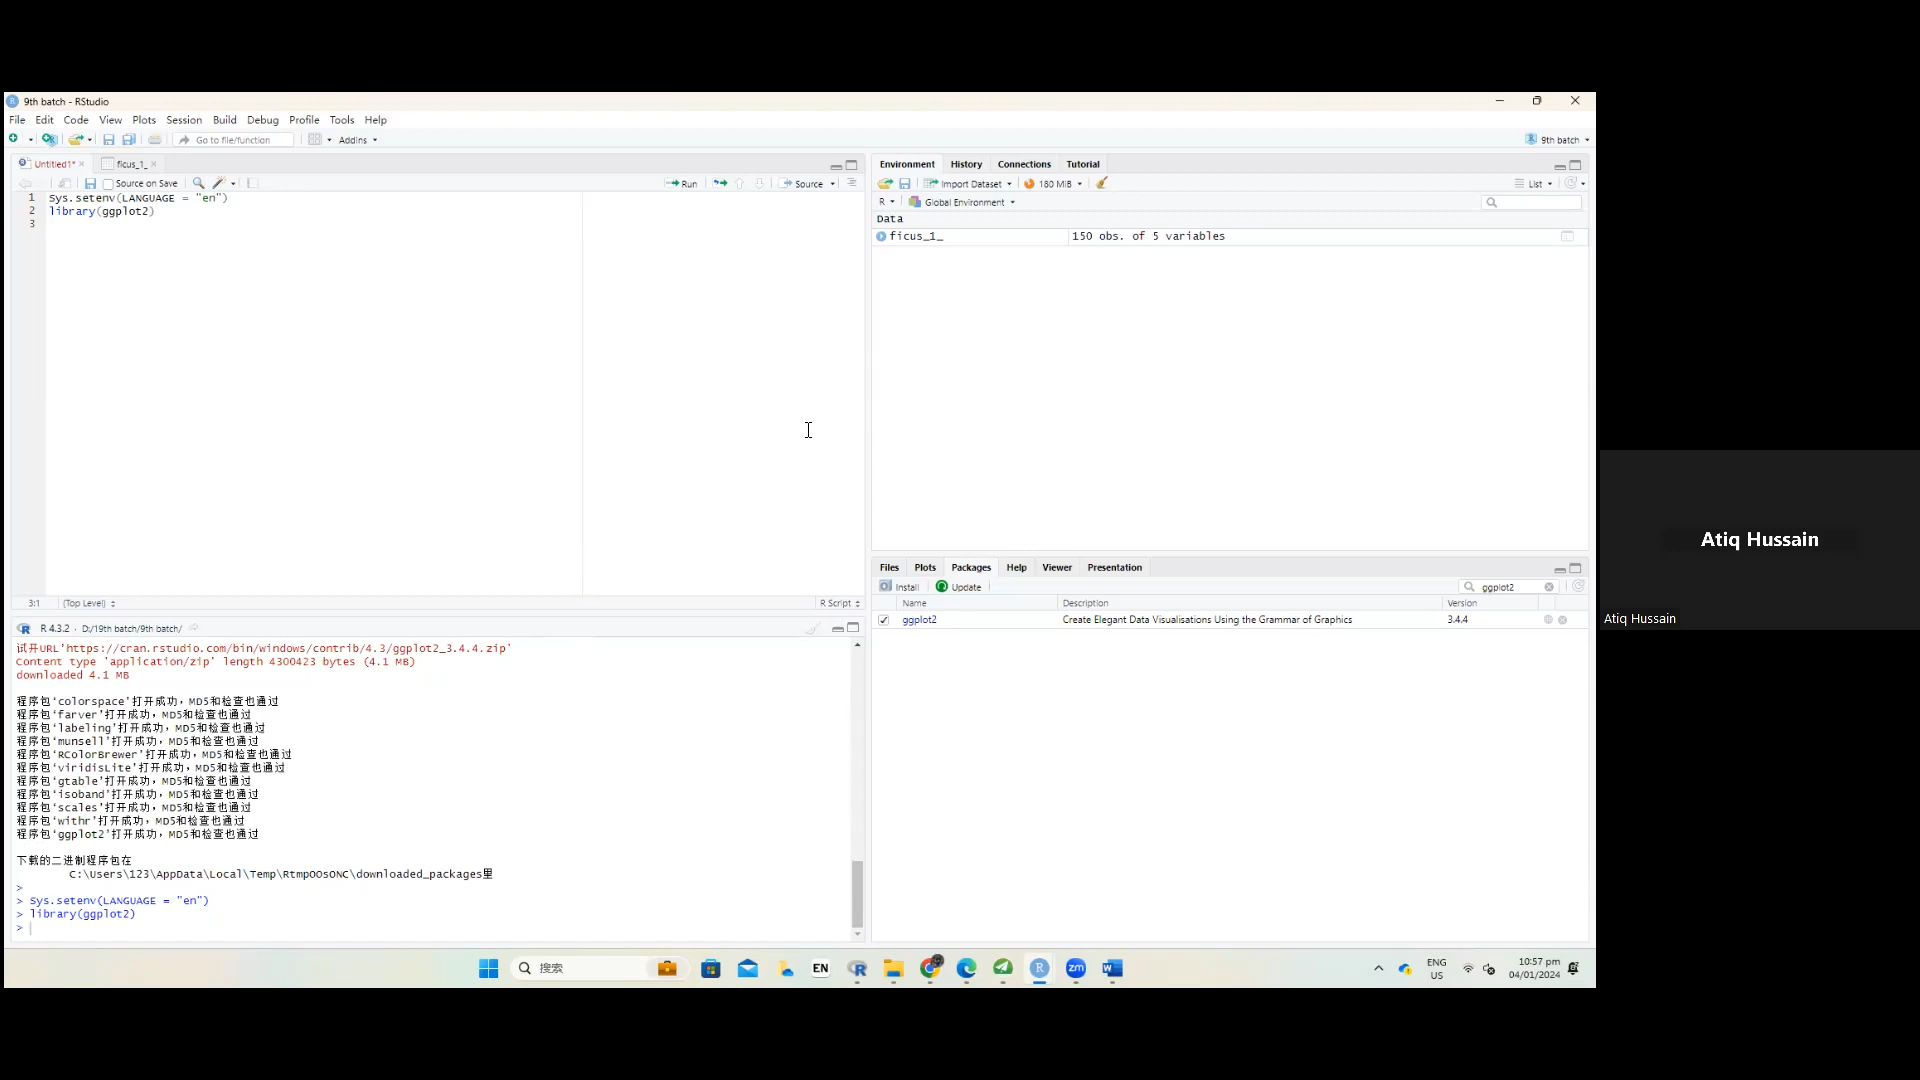 9th batch - RStudio
File Edit Code View Plots Session Build Debug Profile Tools Help
Go to file/function Addins 9th batch
Untitled1* ficus_1_
Source on Save Run Source
1 Sys.setenv(LANGUAGE = "en")
2 library(ggplot2)
3
3:1 (Top Level) R Script
R 4.3.2 · D:/19th batch/9th batch/
试开URL'https://cran.rstudio.com/bin/windows/contrib/4.3/ggplot2_3.4.4.zip'
Content type 'application/zip' length 4300423 bytes (4.1 MB)
downloaded 4.1 MB
程序包‘colorspace’打开成功，MD5和检查也通过
程序包‘farver’打开成功，MD5和检查也通过
程序包‘labeling’打开成功，MD5和检查也通过
程序包‘munsell’打开成功，MD5和检查也通过
程序包‘RColorBrewer’打开成功，MD5和检查也通过
程序包‘viridisLite’打开成功，MD5和检查也通过
程序包‘gtable’打开成功，MD5和检查也通过
程序包‘isoband’打开成功，MD5和检查也通过
程序包‘scales’打开成功，MD5和检查也通过
程序包‘withr’打开成功，MD5和检查也通过
程序包‘ggplot2’打开成功，MD5和检查也通过
下载的二进制程序包在
C:\Users\123\AppData\Local\Temp\RtmpOOsONC\downloaded_packages里
>
> Sys.setenv(LANGUAGE = "en")
> library(ggplot2)
>
Environment History Connections Tutorial
Import Dataset 180 MiB List
R Global Environment
Data
ficus_1_ 150 obs. of 5 variables
Files Plots Packages Help Viewer Presentation
Install Update ggplot2
Name Description Version
ggplot2 Create Elegant Data Visualisations Using the Grammar of Graphics 3.4.4
搜索 EN R R zm W
ENG
US
10:57 pm
04/01/2024
Atiq Hussain
Atiq Hussain